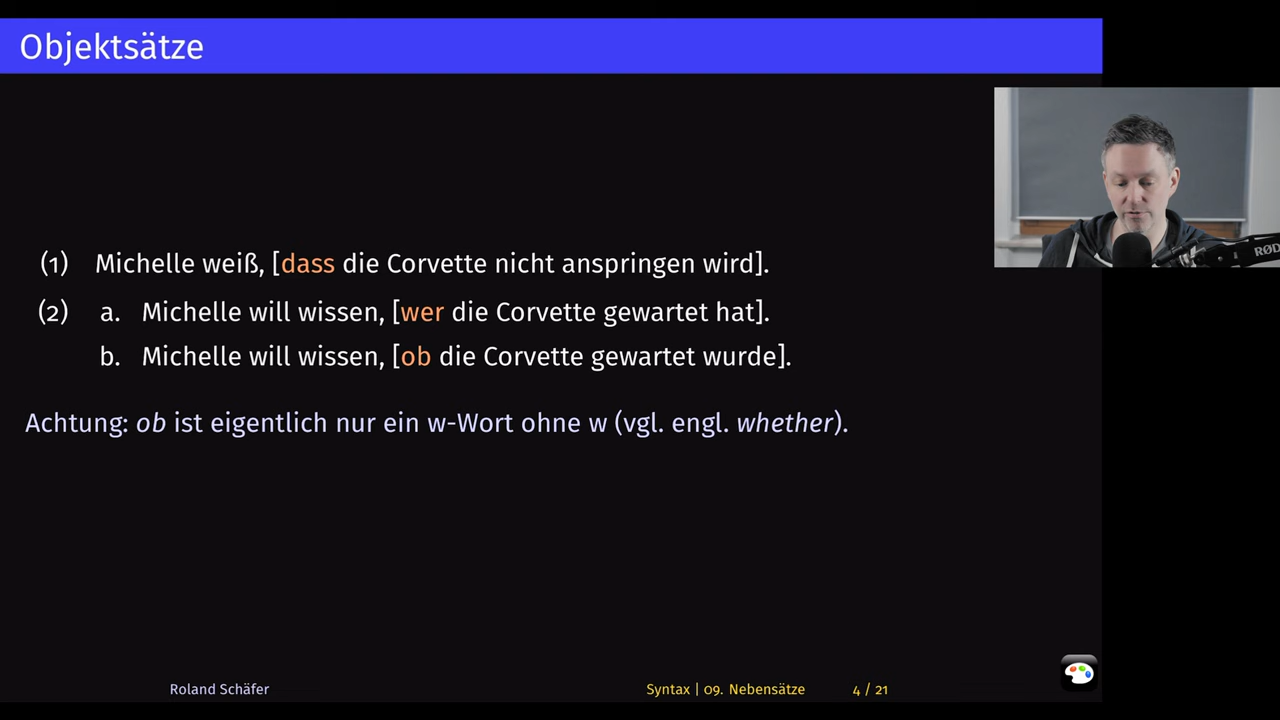 Objektsätze
(1) Michelle weiß, [dass die Corvette nicht anspringen wird].
(2) a. Michelle will wissen, [wer die Corvette gewartet hat].
b. Michelle will wissen, [ob die Corvette gewartet wurde].
Achtung: ob ist eigentlich nur ein w-Wort ohne w (vgl. engl. whether).
RØD
Roland Schäfer Syntax | 09. Nebensätze 4 / 21